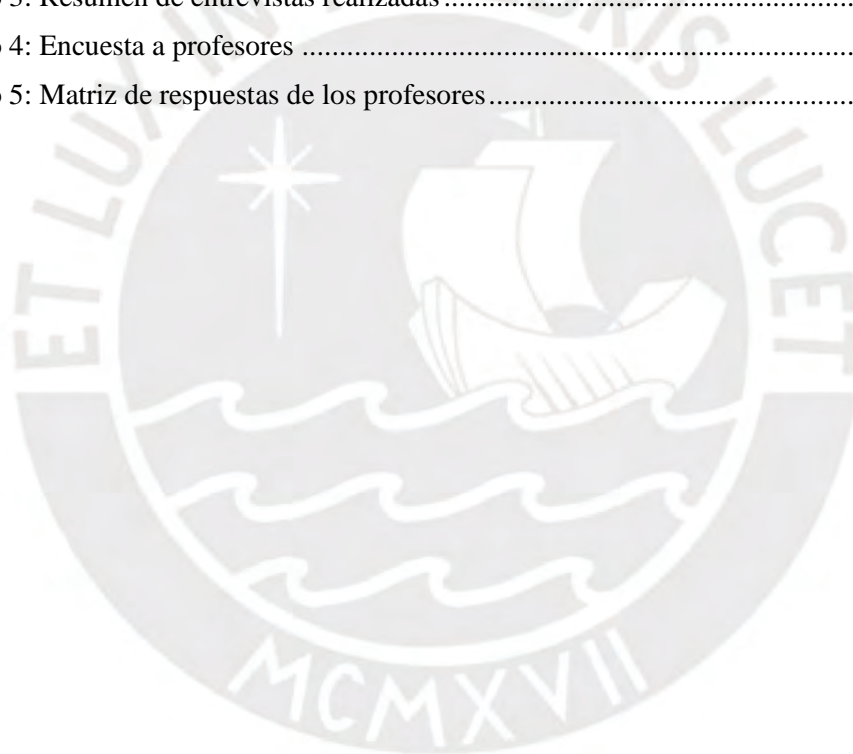 o 3: Resumen de entrevistas realizadas
o 4: Encuesta a profesores
o 5: Matriz de respuestas de los profesores
ET LUX IN TENEBRIS LUCET
MCMXVII